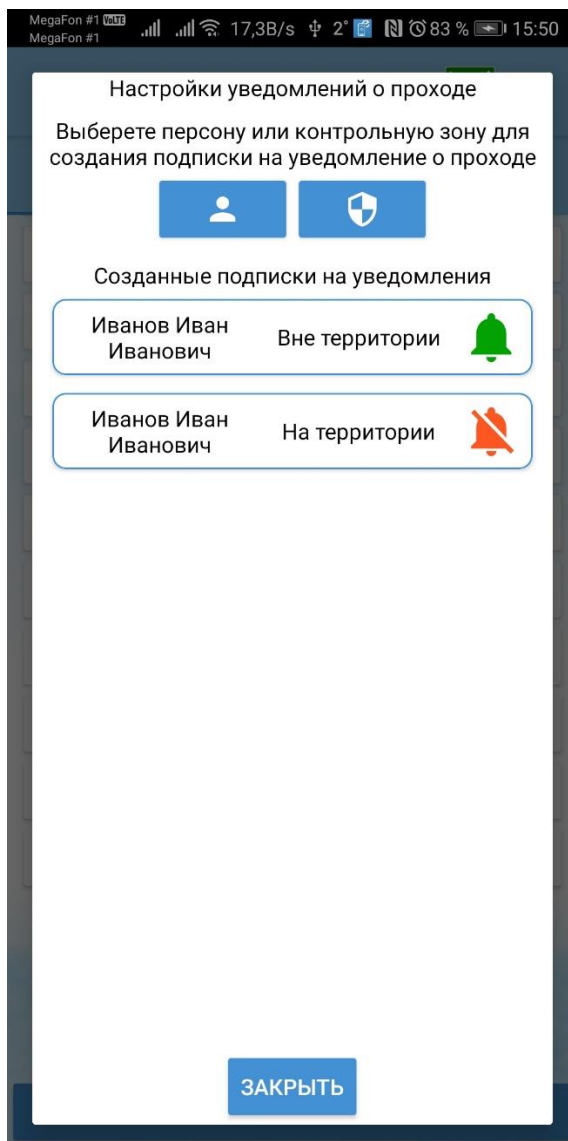 MegaFon #1 VoLTE
MegaFon #1
17,3B/s 2° 83 % 15:50
Настройки уведомлений о проходе
Выберете персону или контрольную зону для
создания подписки на уведомление о проходе
Созданные подписки на уведомления
Иванов Иван
Иванович
Вне территории
Иванов Иван
Иванович
На территории
ЗАКРЫТЬ